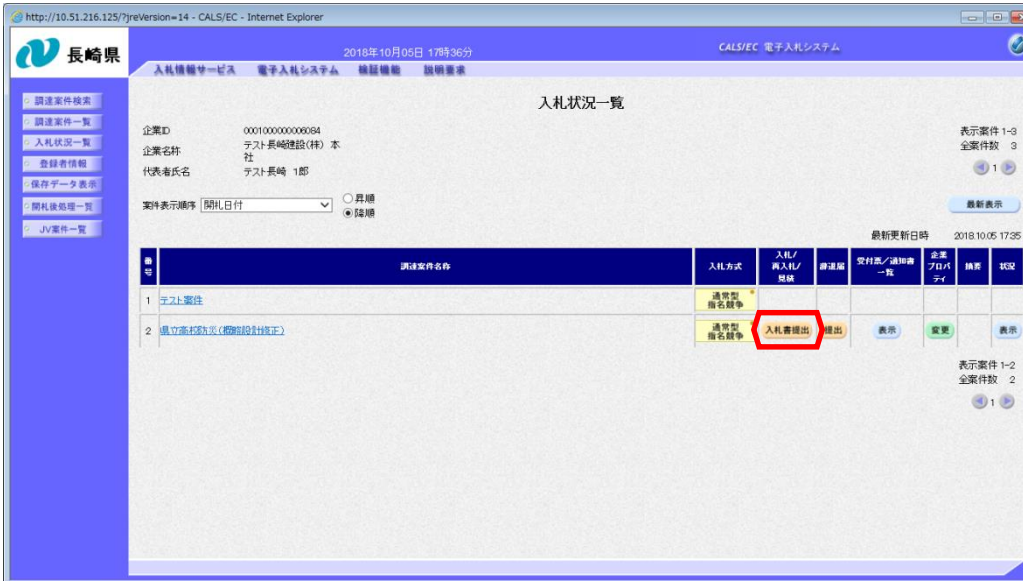 http://10.51.216.125/?jreVersion=14 - CALS/EC - Internet Explorer
長崎県
2018年10月05日 17時36分
CALS/EC 電子入札システム
入札情報サービス 電子入札システム 検証機能 説明要求
調達案件検索
調達案件一覧
入札状況一覧
登録者情報
保存データ表示
開札後処理一覧
JV案件一覧
入札状況一覧
企業ID 0001000000006084
企業名称 テスト長崎建設(株) 本社
代表者氏名 テスト長崎 1郎
表示案件 1-3
全案件数 3
1
案件表示順序 開札日付
昇順
降順
最新表示
最新更新日時 2018.10.05 17:35
番号 調達案件名称 入札方式 入札/再入札/見積 辞退届 受付票/通知書一覧 企業プロパティ 摘要 状況
1 テスト案件 通常型指名競争
2 県立高校防災(概略設計修正) 通常型指名競争 入札書提出 提出 表示 変更 表示
表示案件 1-2
全案件数 2
1